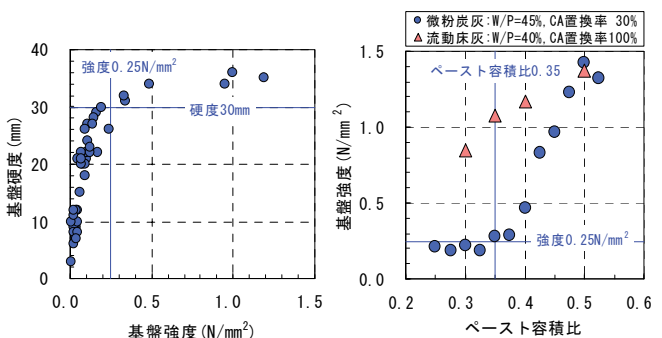 強度0.25N/mm²
硬度30mm
基盤硬度(mm)
40
30
20
10
0
0.0 0.5 1.0 1.5
基盤強度(N/mm²)
微粉炭灰:W/P=45%,CA置換率 30%
流動床灰:W/P=40%,CA置換率100%
ペースト容積比0.35
強度0.25N/mm²
基盤強度(N/mm²)
1.5
1.0
0.5
0.0
0.2 0.3 0.4 0.5 0.6
ペースト容積比